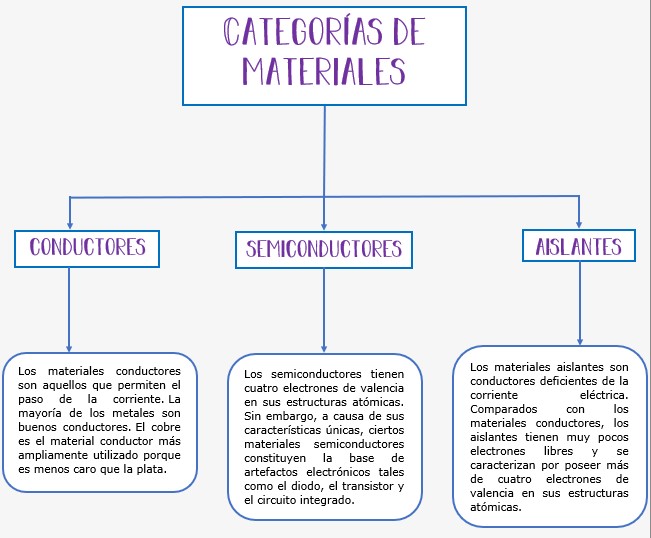 CATEGORÍAS DE
MATERIALES
CONDUCTORES
SEMICONDUCTORES
AISLANTES
Los materiales conductores
son aquellos que permiten el
paso de la corriente. La
mayoría de los metales son
buenos conductores. El cobre
es el material conductor más
ampliamente utilizado porque
es menos caro que la plata.
Los semiconductores tienen
cuatro electrones de valencia
en sus estructuras atómicas.
Sin embargo, a causa de sus
características únicas, ciertos
materiales semiconductores
constituyen la base de
artefactos electrónicos tales
como el diodo, el transistor y
el circuito integrado.
Los materiales aislantes son
conductores deficientes de la
corriente eléctrica.
Comparados con los
materiales conductores, los
aislantes tienen muy pocos
electrones libres y se
caracterizan por poseer más
de cuatro electrones de
valencia en sus estructuras
atómicas.